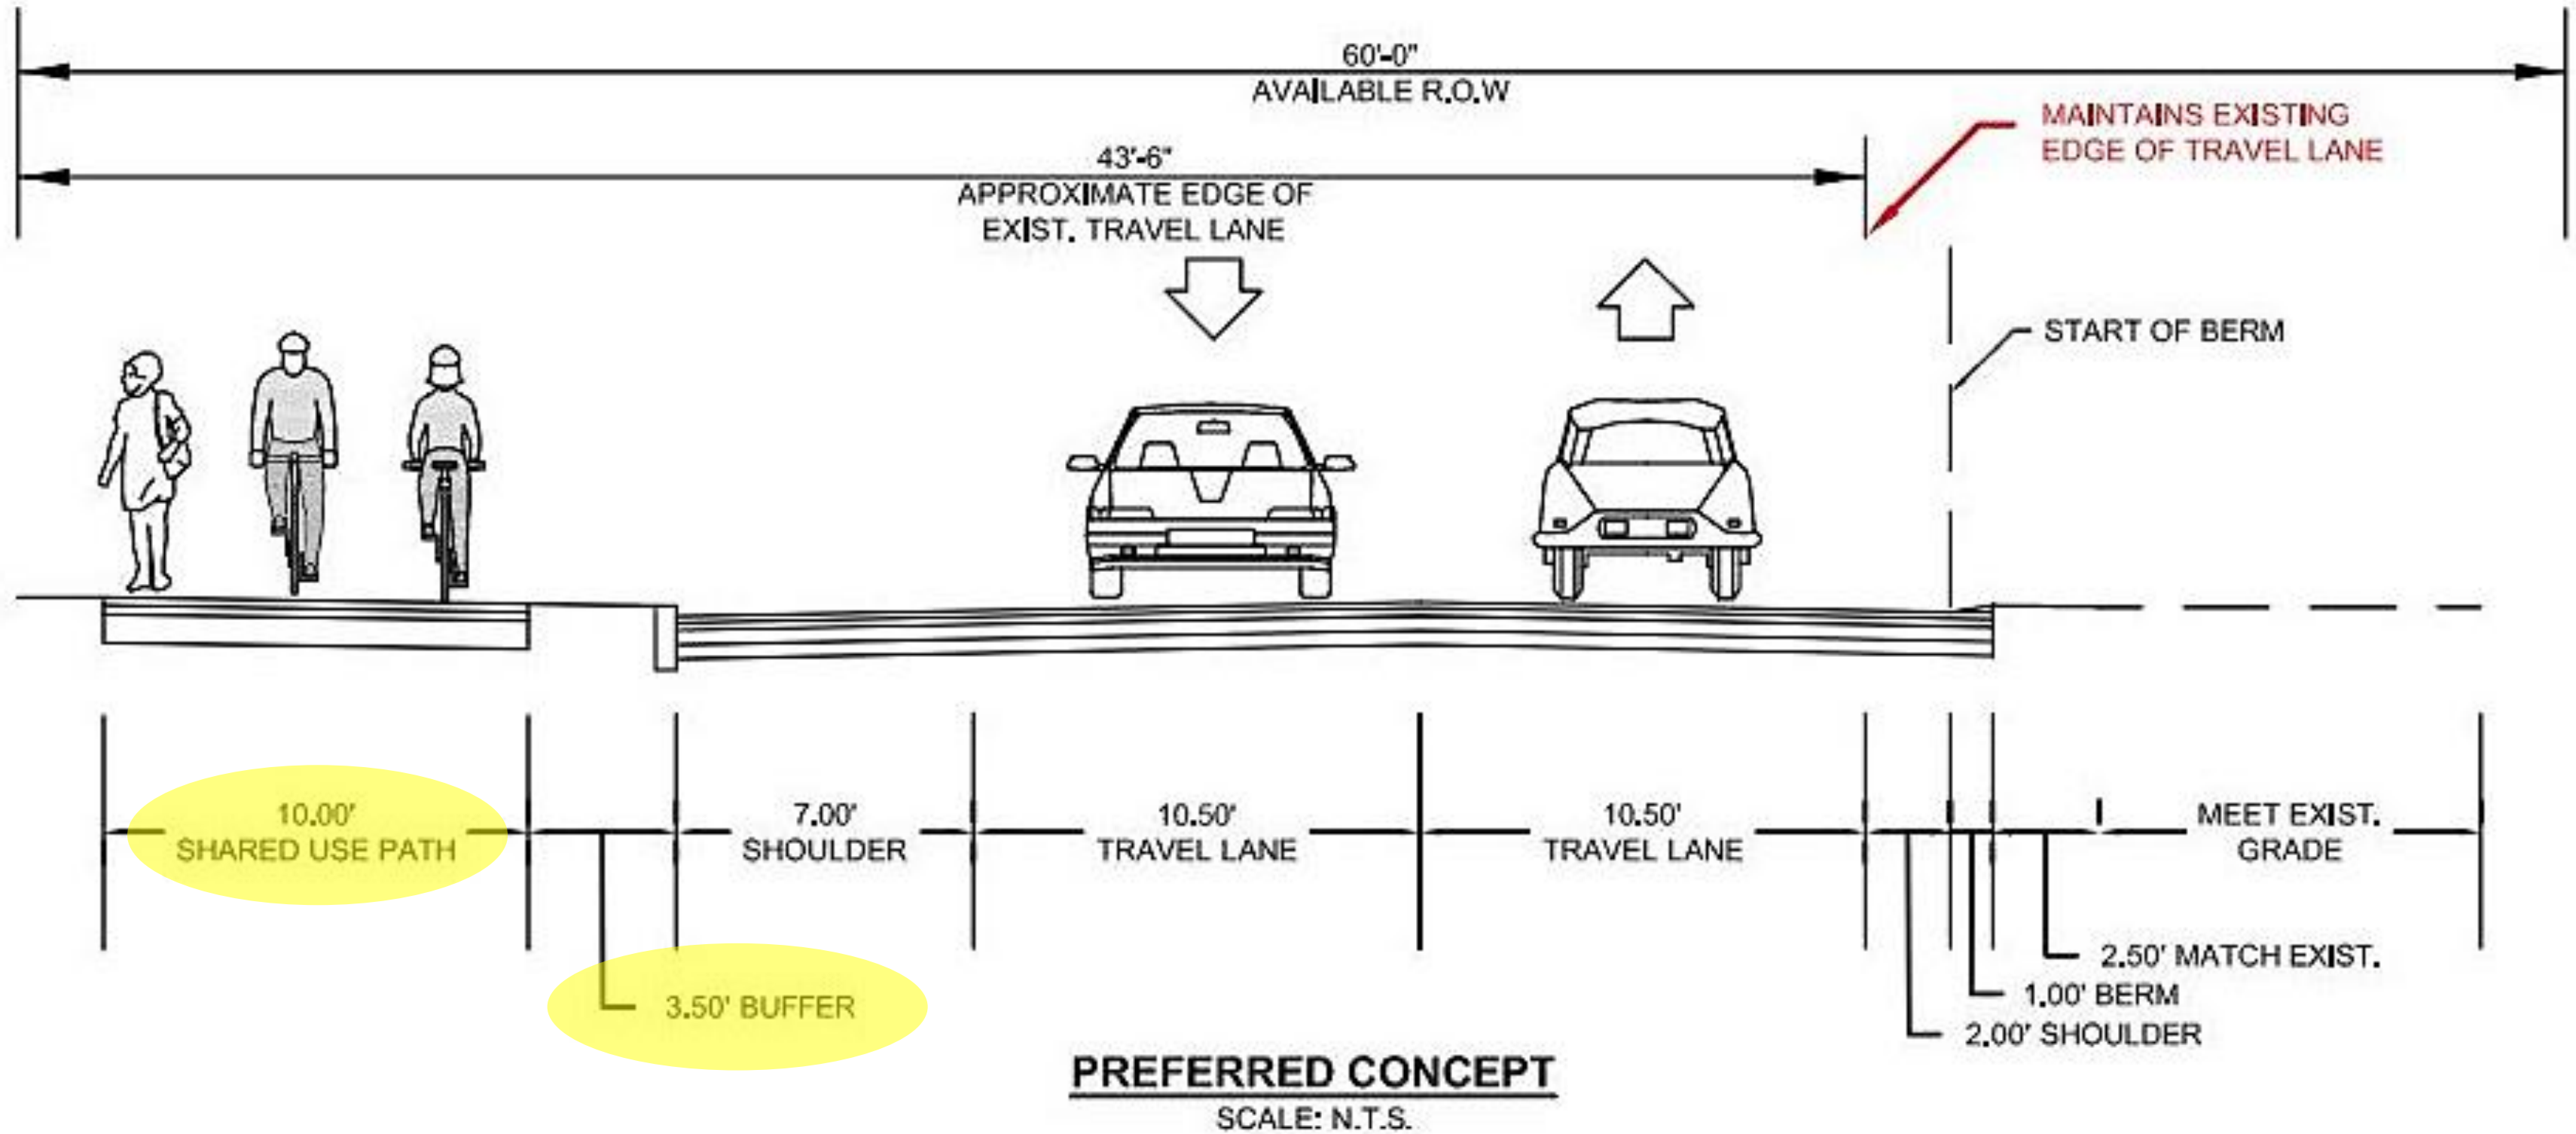 60'-0"
AVAILABLE R.O.W
MAINTAINS EXISTING
EDGE OF TRAVEL LANE
43'-6"
APPROXIMATE EDGE OF
EXIST. TRAVEL LANE
START OF BERM
10.00'
SHARED USE PATH
7.00'
SHOULDER
10.50'
TRAVEL LANE
10.50'
TRAVEL LANE
MEET EXIST.
GRADE
2.50' MATCH EXIST.
1.00' BERM
2.00' SHOULDER
3.50' BUFFER
PREFERRED CONCEPT
SCALE: N.T.S.